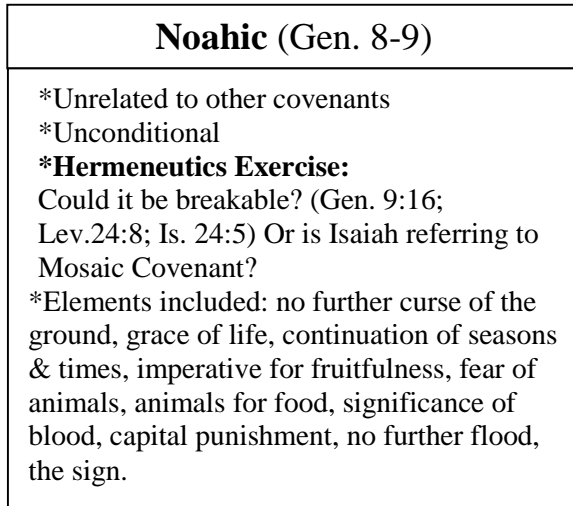 Noahic (Gen. 8-9)
*Unrelated to other covenants
*Unconditional
*Hermeneutics Exercise:
Could it be breakable? (Gen. 9:16;
Lev.24:8; Is. 24:5) Or is Isaiah referring to
Mosaic Covenant?
*Elements included: no further curse of the
ground, grace of life, continuation of seasons
& times, imperative for fruitfulness, fear of
animals, animals for food, significance of
blood, capital punishment, no further flood,
the sign.